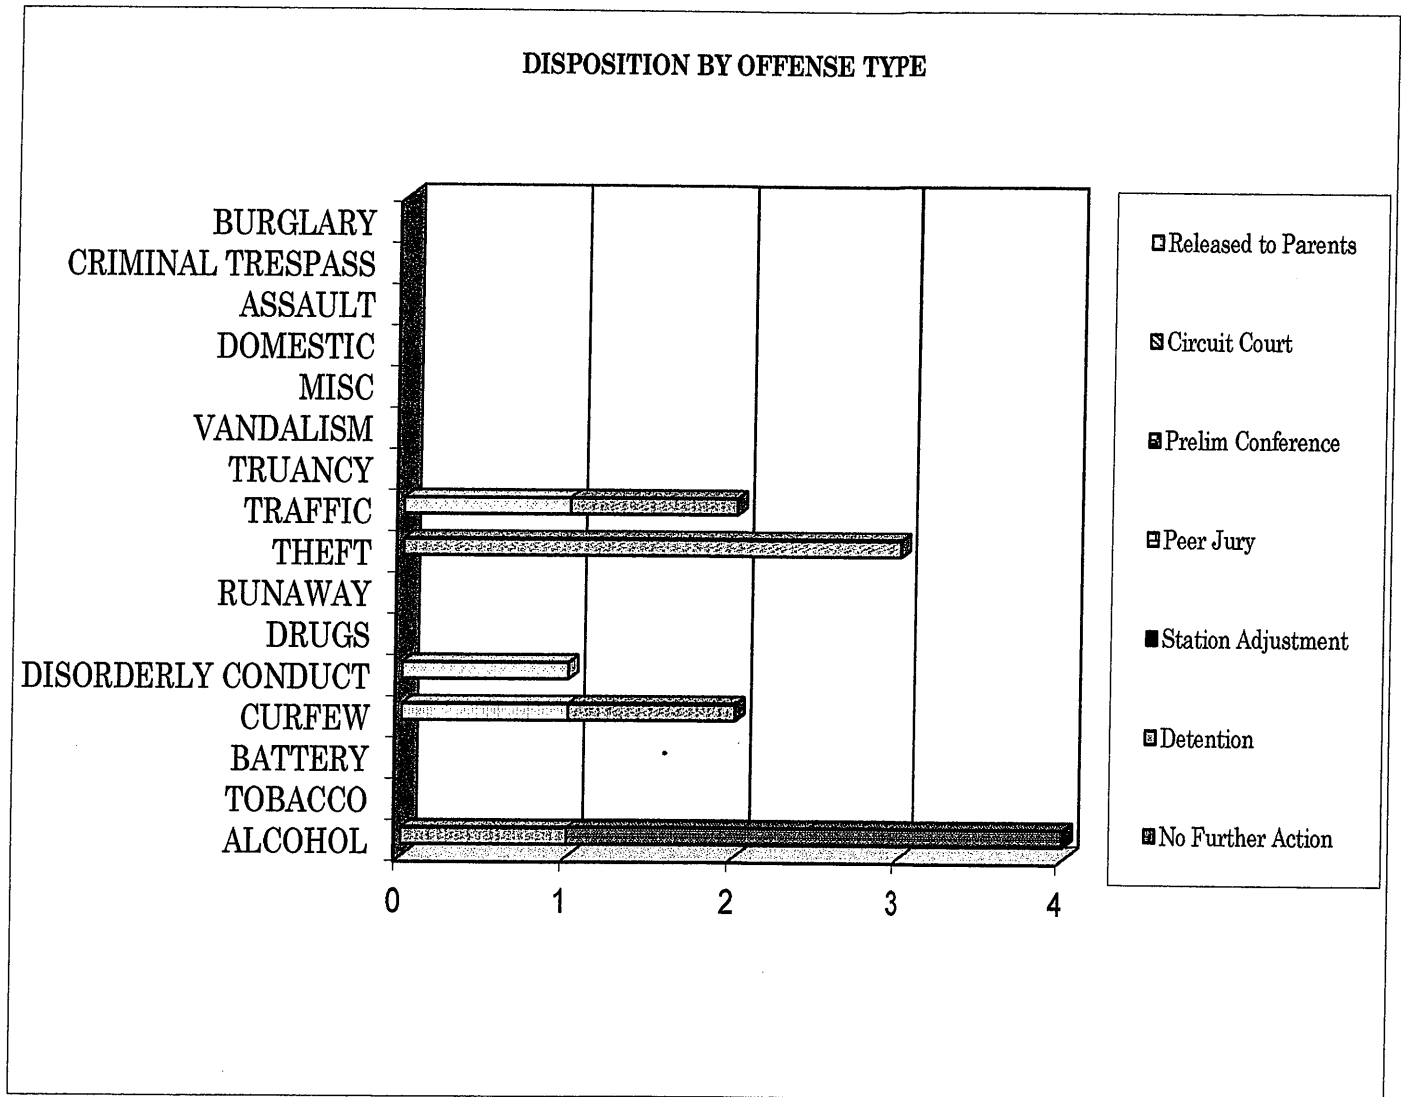 DISPOSITION BY OFFENSE TYPE
BURGLARY
CRIMINAL TRESPASS
ASSAULT
DOMESTIC
MISC
VANDALISM
TRUANCY
TRAFFIC
THEFT
RUNAWAY
DRUGS
DISORDERLY CONDUCT
CURFEW
BATTERY
TOBACCO
ALCOHOL
0 1 2 3 4
Released to Parents
Circuit Court
Prelim Conference
Peer Jury
Station Adjustment
Detention
No Further Action